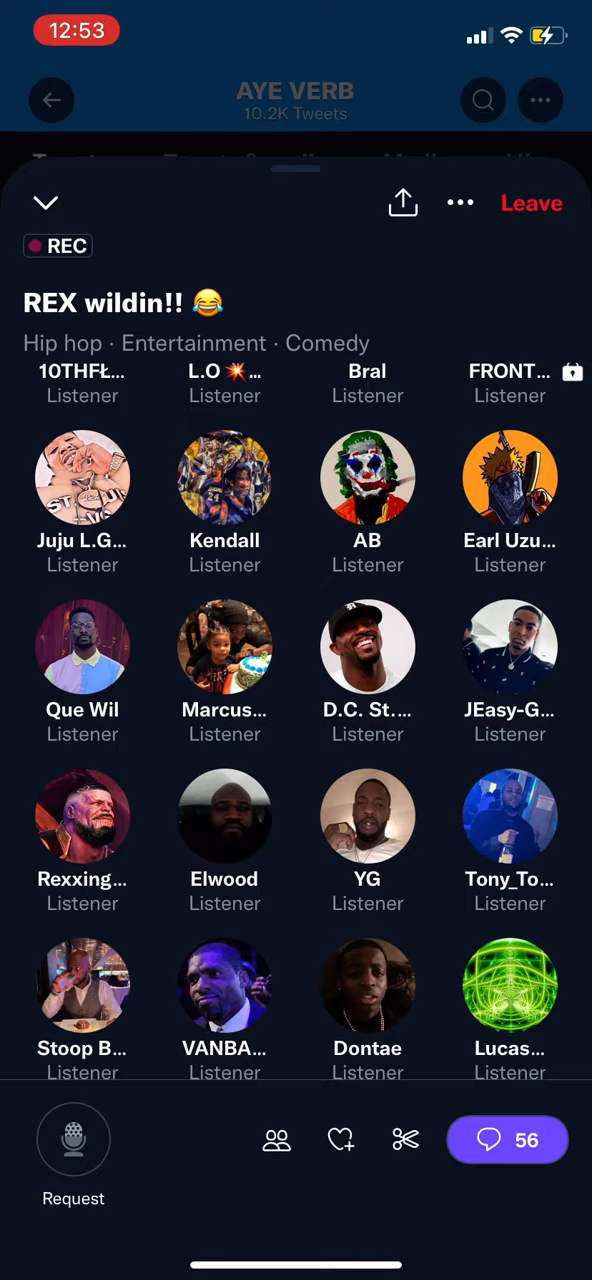 12:53
AYE VERB
10.2K Tweets
Leave
REC
REX wildin!! 😂
Hip hop · Entertainment · Comedy
10THFŁ... L.O 💥... Bral FRONT...
Listener Listener Listener Listener
Juju L.G... Kendall AB Earl Uzu...
Listener Listener Listener Listener
Que Wil Marcus... D.C. St.... JEasy-G...
Listener Listener Listener Listener
Rexxing... Elwood YG Tony_To...
Listener Listener Listener Listener
Stoop B... VANBA... Dontae Lucas...
Listener Listener Listener Listener
56
Request